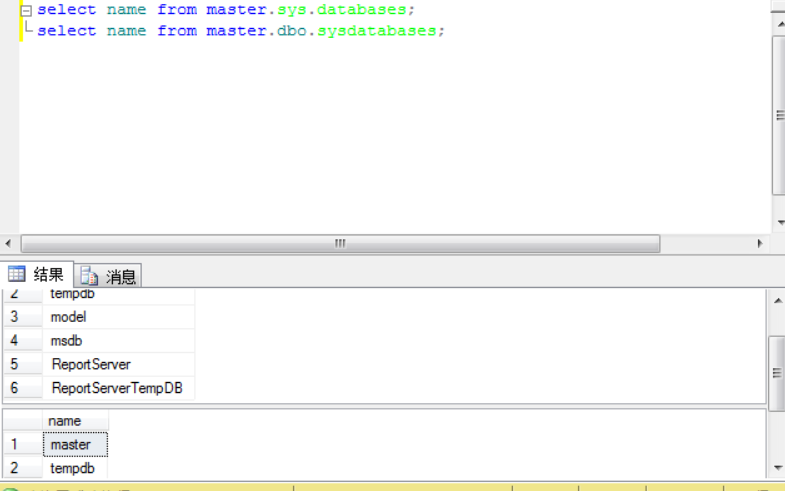 select name from master.sys.databases;
select name from master.dbo.sysdatabases;
结果 消息
2 tempdb
3 model
4 msdb
5 ReportServer
6 ReportServerTempDB
name
1 master
2 tempdb